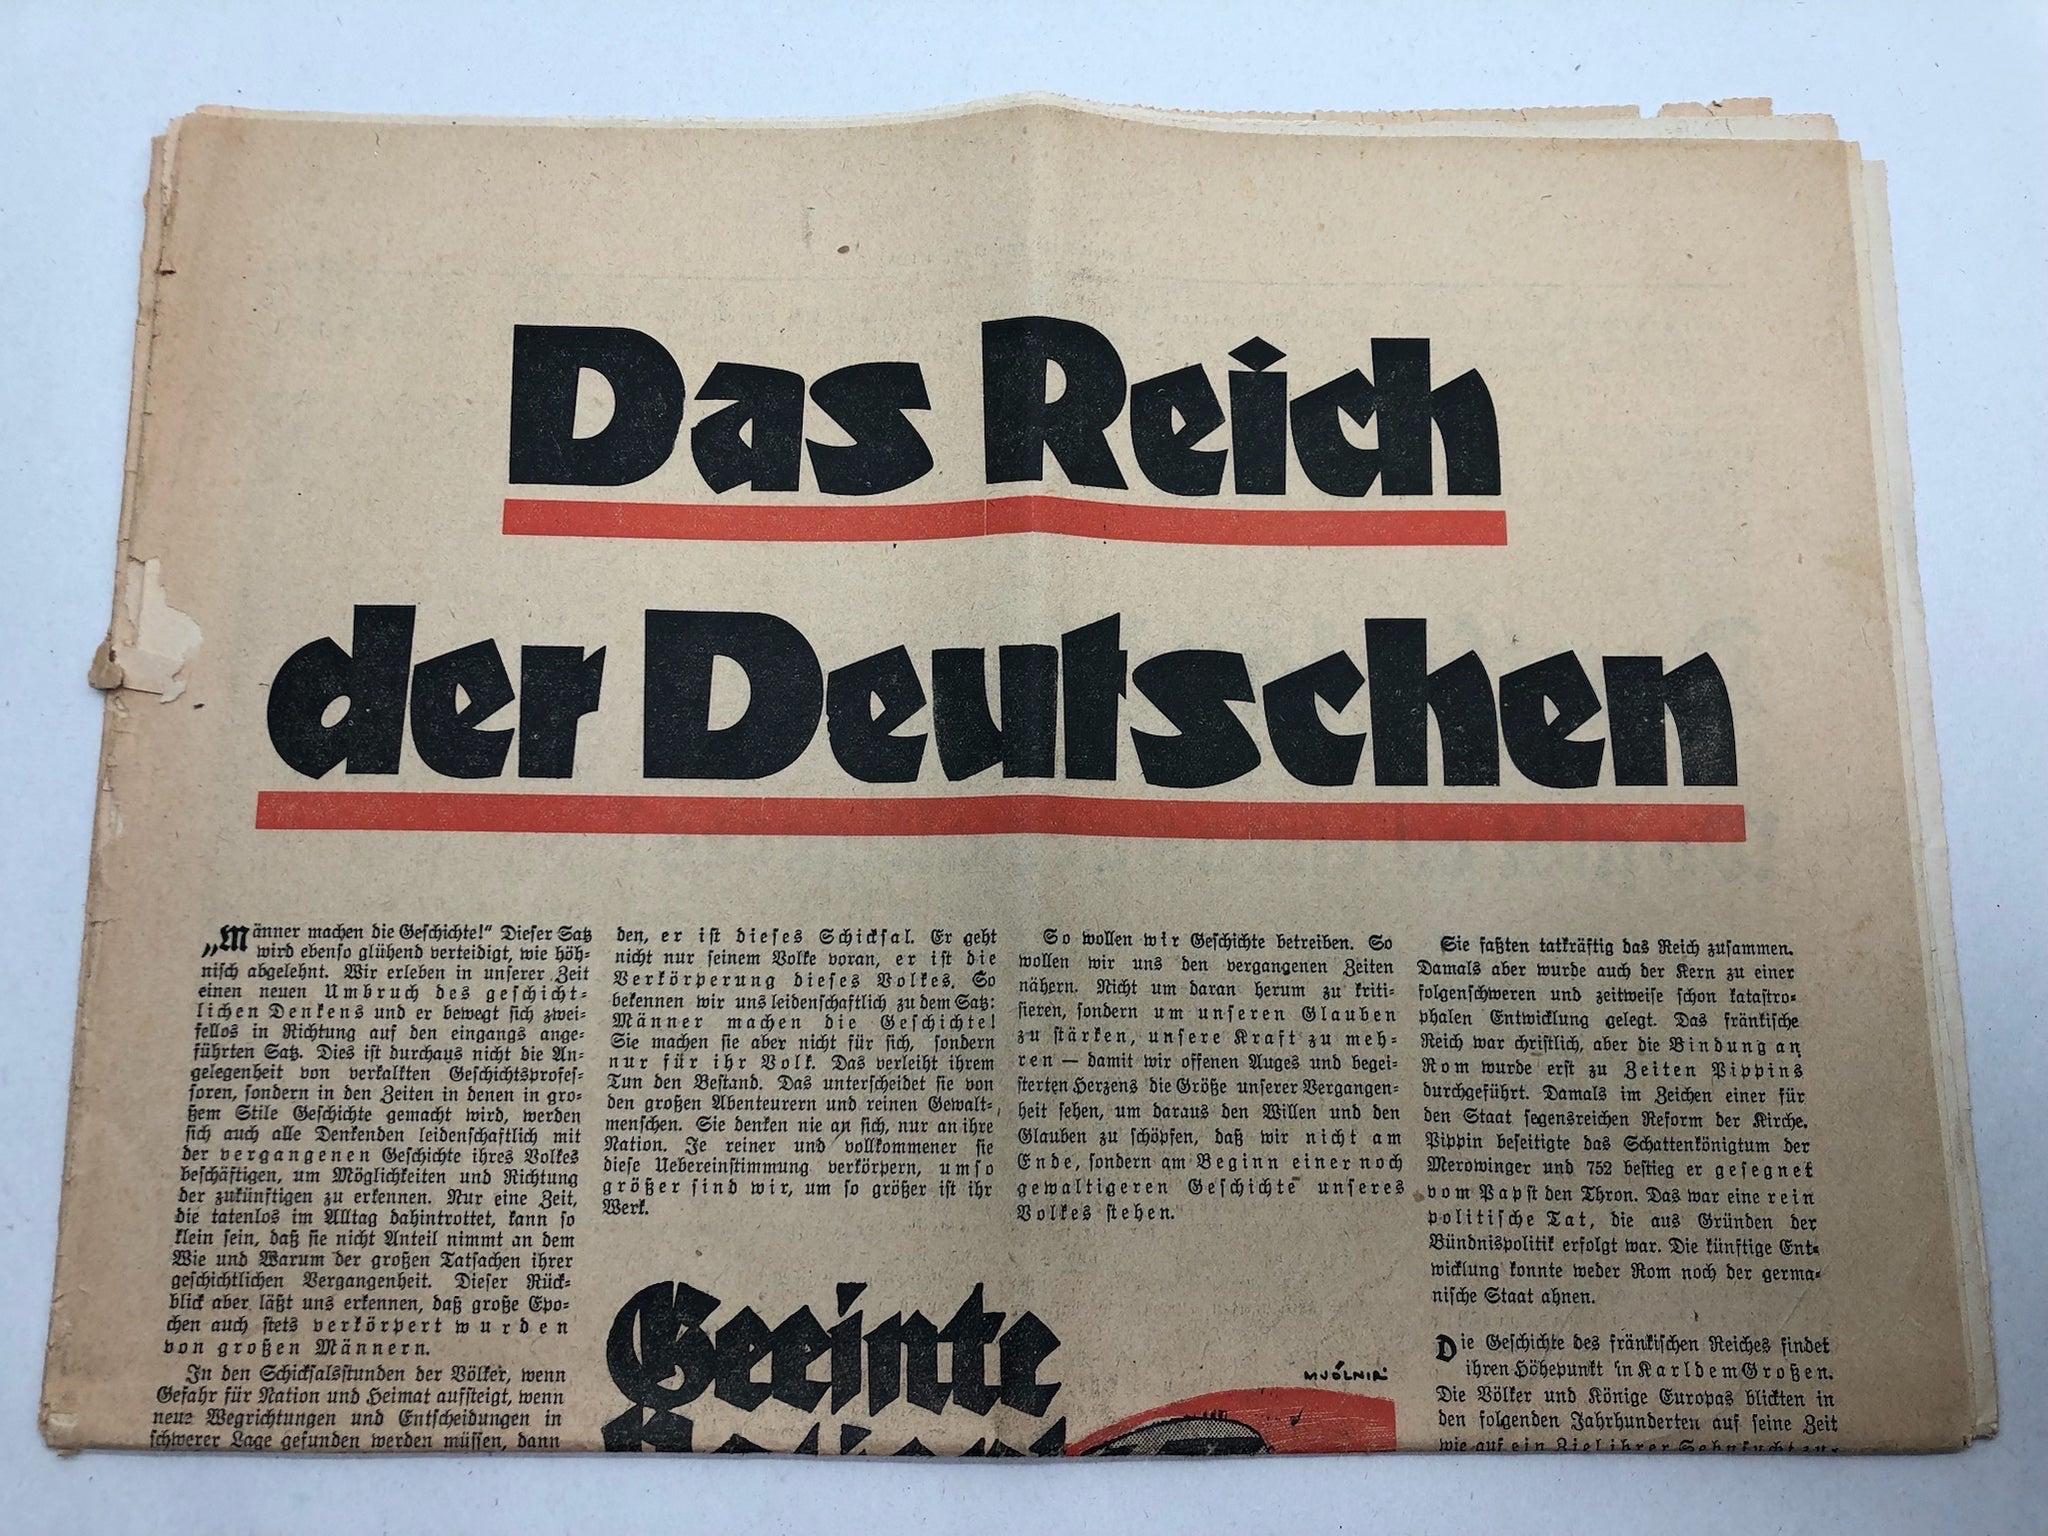 Das Reich
der Deutschen
„Männer machen die Geschichte!“ Dieser Satz
wird ebenso glühend verteidigt, wie höh-
nisch abgelehnt. Wir erleben in unserer Zeit
einen neuen Umbruch des geschicht-
lichen Denkens und er bewegt sich zwei-
fellos in Richtung auf den eingangs ange-
führten Satz. Dies ist durchaus nicht die An-
gelegenheit von verkalkten Geschichtsprofes-
soren, sondern in den Zeiten in denen in gro-
ßem Stile Geschichte gemacht wird, werden
sich auch alle Denkenden leidenschaftlich mit
der vergangenen Geschichte ihres Volkes
beschäftigen, um Möglichkeiten und Richtung
der zukünftigen zu erkennen. Nur eine Zeit,
die tatenlos im Alltag dahintrottet, kann so
klein sein, daß sie nicht Anteil nimmt an dem
Wie und Warum der großen Tatsachen ihrer
geschichtlichen Vergangenheit. Dieser Rück-
blick aber läßt uns erkennen, daß große Epo-
chen auch stets verkörpert wurden
von großen Männern.
In den Schicksalsstunden der Völker, wenn
Gefahr für Nation und Heimat aufsteigt, wenn
neue Wegrichtungen und Entscheidungen in
schwerer Lage gefunden werden müssen, dann
den, er ist dieses Schicksal. Er geht
nicht nur seinem Volke voran, er ist die
Verkörperung dieses Volkes. So
bekennen wir uns leidenschaftlich zu dem Satz:
Männer machen die Geschichte!
Sie machen sie aber nicht für sich, sondern
nur für ihr Volk. Das verleiht ihrem
Tun den Bestand. Das unterscheidet sie von
den großen Abenteurern und reinen Gewalt-
menschen. Sie denken nie an sich, nur an ihre
Nation. Je reiner und vollkommener sie
diese Uebereinstimmung verkörpern, umso
größer sind wir, um so größer ist ihr
Werk.
So wollen wir Geschichte betreiben. So
wollen wir uns den vergangenen Zeiten
nähern. Nicht um daran herum zu kriti-
sieren, sondern um unseren Glauben
zu stärken, unsere Kraft zu meh-
ren — damit wir offenen Auges und begei-
sterten Herzens die Größe unserer Vergangen-
heit sehen, um daraus den Willen und den
Glauben zu schöpfen, daß wir nicht am
Ende, sondern am Beginn einer noch
gewaltigeren Geschichte unseres
Volkes stehen.
Geeinte
MJÖLNIR
Sie faßten tatkräftig das Reich zusammen.
Damals aber wurde auch der Kern zu einer
folgenschweren und zeitweise schon katastro-
phalen Entwicklung gelegt. Das fränkische
Reich war christlich, aber die Bindung an
Rom wurde erst zu Zeiten Pippins
durchgeführt. Damals im Zeichen einer für
den Staat segensreichen Reform der Kirche.
Pippin beseitigte das Schattenkönigtum der
Merowinger und 752 bestieg er gesegnet
vom Papst den Thron. Das war eine rein
politische Tat, die aus Gründen der
Bündnispolitik erfolgt war. Die künftige Ent-
wicklung konnte weder Rom noch der germa-
nische Staat ahnen.
Die Geschichte des fränkischen Reiches findet
ihren Höhepunkt in Karl dem Großen.
Die Völker und Könige Europas blickten in
den folgenden Jahrhunderten auf seine Zeit
wie auf ein Ziel ihrer Sehnsucht zu-